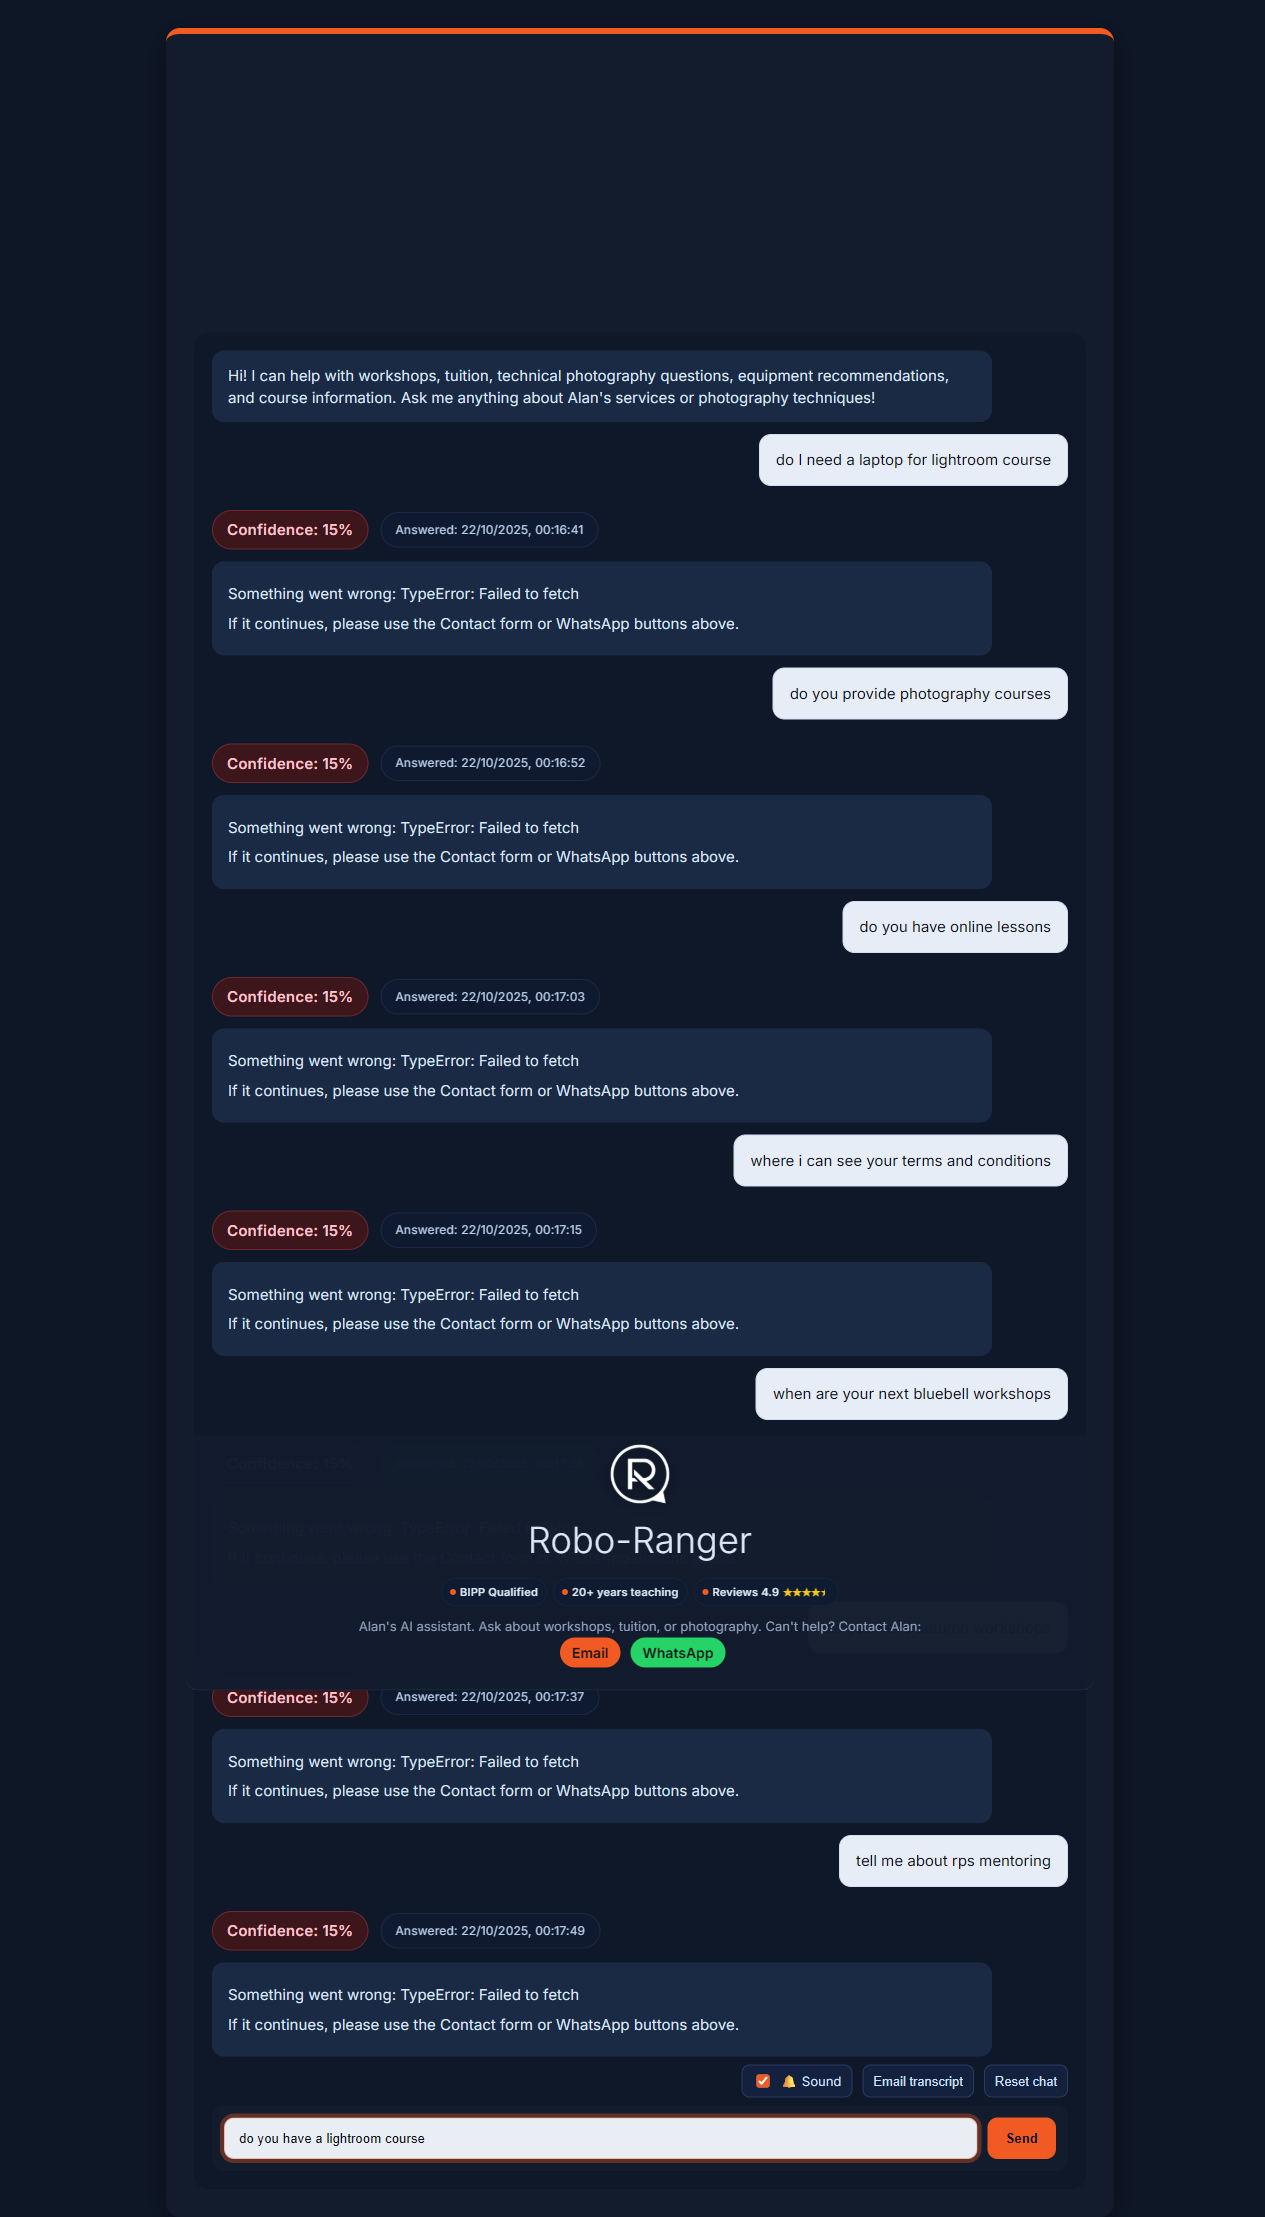 Hi! I can help with workshops, tuition, technical photography questions, equipment recommendations,
and course information. Ask me anything about Alan's services or photography techniques!
do I need a laptop for lightroom course
Confidence: 15%
Answered: 22/10/2025, 00:16:41
Something went wrong: TypeError: Failed to fetch
If it continues, please use the Contact form or WhatsApp buttons above.
do you provide photography courses
Confidence: 15%
Answered: 22/10/2025, 00:16:52
Something went wrong: TypeError: Failed to fetch
If it continues, please use the Contact form or WhatsApp buttons above.
do you have online lessons
Confidence: 15%
Answered: 22/10/2025, 00:17:03
Something went wrong: TypeError: Failed to fetch
If it continues, please use the Contact form or WhatsApp buttons above.
where i can see your terms and conditions
Confidence: 15%
Answered: 22/10/2025, 00:17:15
Something went wrong: TypeError: Failed to fetch
If it continues, please use the Contact form or WhatsApp buttons above.
when are your next bluebell workshops
Confidence: 15%
R
Robo-Ranger
BIPP Qualified
20+ years teaching
Reviews 4.9 ★★★★★
Alan's AI assistant. Ask about workshops, tuition, or photography. Can't help? Contact Alan:
Email
WhatsApp
Confidence: 15%
Answered: 22/10/2025, 00:17:37
Something went wrong: TypeError: Failed to fetch
If it continues, please use the Contact form or WhatsApp buttons above.
tell me about rps mentoring
Confidence: 15%
Answered: 22/10/2025, 00:17:49
Something went wrong: TypeError: Failed to fetch
If it continues, please use the Contact form or WhatsApp buttons above.
Sound
Email transcript
Reset chat
do you have a lightroom course
Send